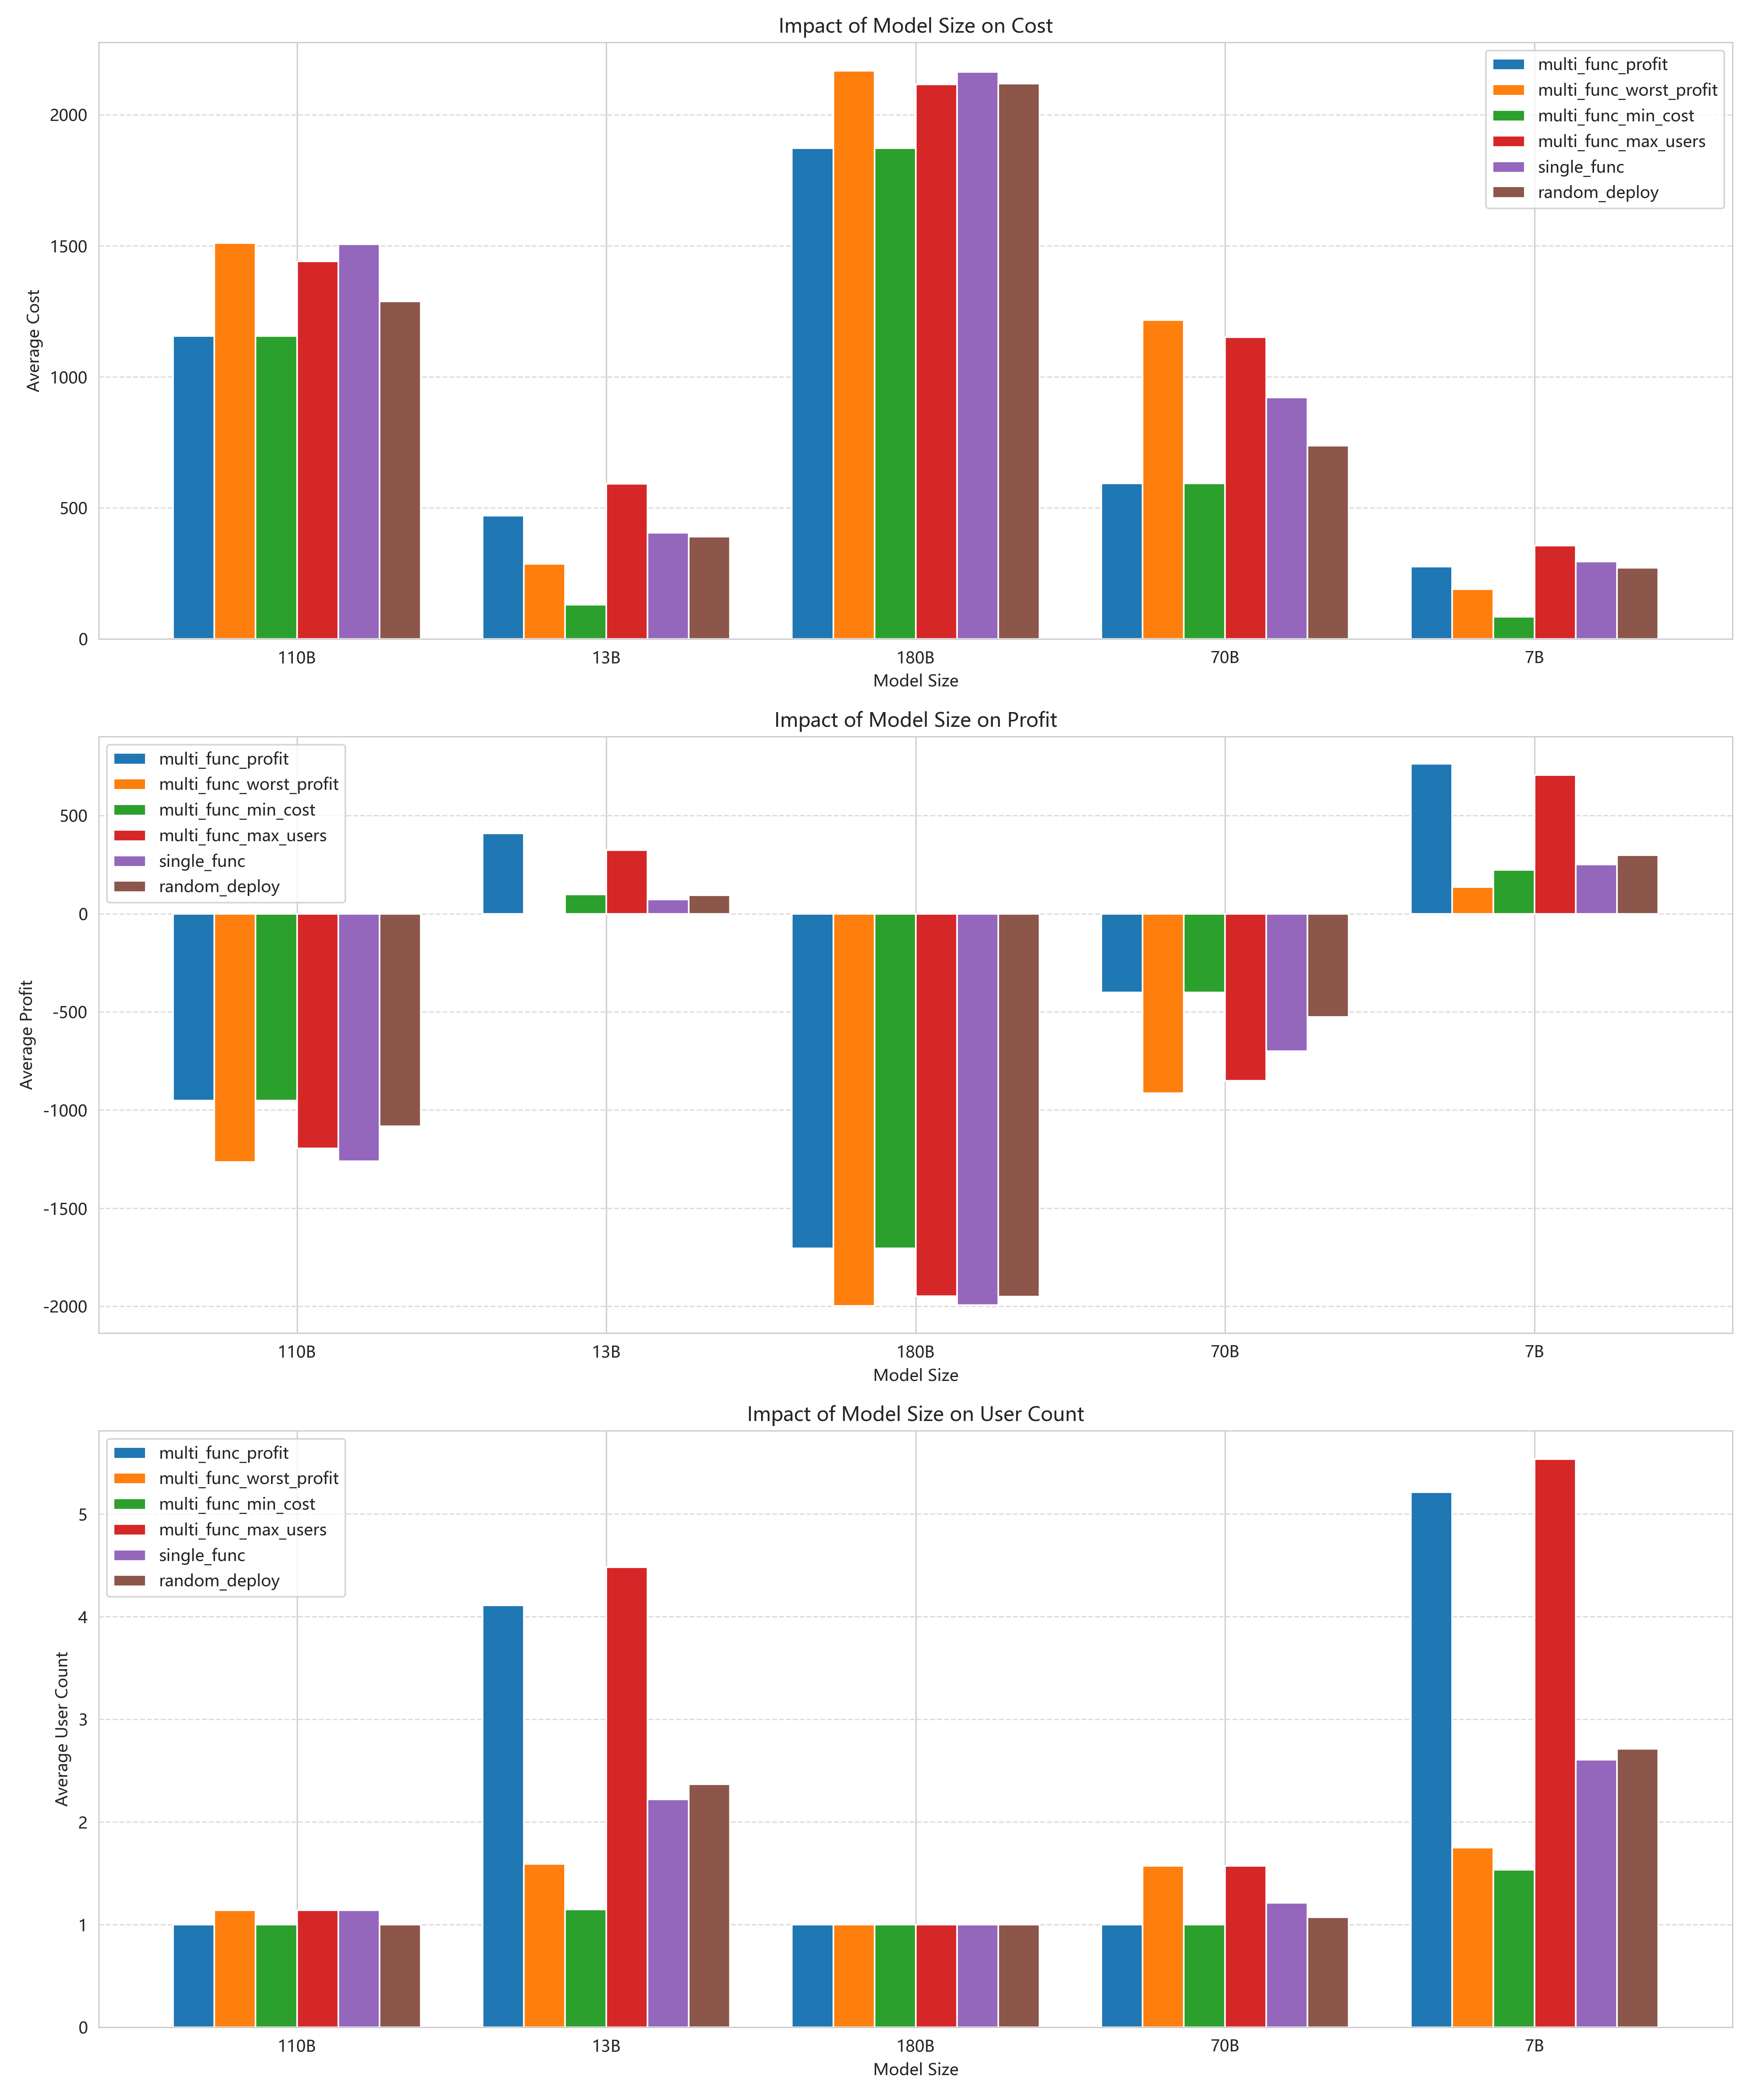 Impact of Model Size on Cost
Average Cost
2000
1500
1000
500
0
multi_func_profit
multi_func_worst_profit
multi_func_min_cost
multi_func_max_users
single_func
random_deploy
110B
13B
180B
70B
7B
Model Size
Impact of Model Size on Profit
Average Profit
500
0
-500
-1000
-1500
-2000
multi_func_profit
multi_func_worst_profit
multi_func_min_cost
multi_func_max_users
single_func
random_deploy
110B
13B
180B
70B
7B
Model Size
Impact of Model Size on User Count
Average User Count
5
4
3
2
1
0
multi_func_profit
multi_func_worst_profit
multi_func_min_cost
multi_func_max_users
single_func
random_deploy
110B
13B
180B
70B
7B
Model Size